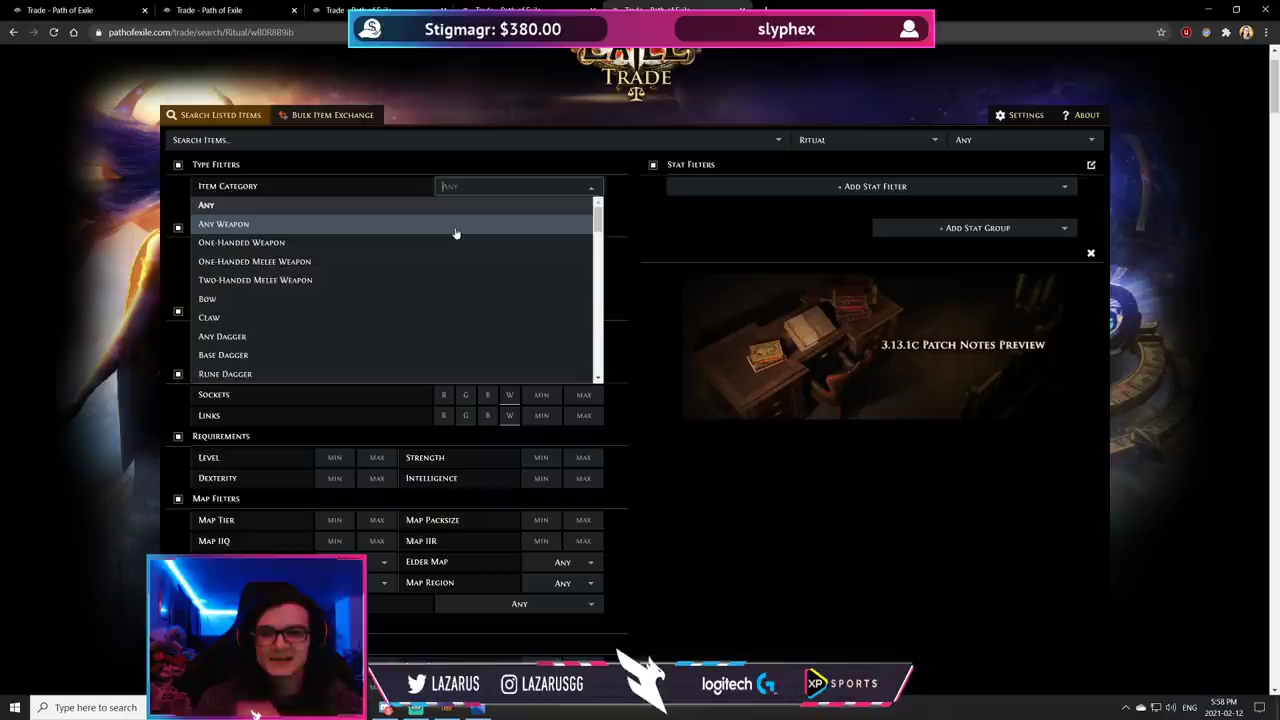 Trade - Path of Exile
Trade - Path of Exile
Stigmagr: $380.00
slyphex
pathofexile.com/trade/search/Ritual/wB0R8B9ib
TRADE
SEARCH LISTED ITEMS
BULK ITEM EXCHANGE
SETTINGS
? ABOUT
SEARCH ITEMS...
RITUAL
ANY
TYPE FILTERS
STAT FILTERS
ITEM CATEGORY
ANY
+ ADD STAT FILTER
ANY
ANY WEAPON
+ ADD STAT GROUP
ONE-HANDED WEAPON
ONE-HANDED MELEE WEAPON
TWO-HANDED MELEE WEAPON
BOW
CLAW
ANY DAGGER
3.13.1C PATCH NOTES PREVIEW
BASE DAGGER
RUNE DAGGER
SOCKETS R G B W MIN MAX
LINKS R G B W MIN MAX
REQUIREMENTS
LEVEL MIN MAX STRENGTH MIN MAX
DEXTERITY MIN MAX INTELLIGENCE MIN MAX
MAP FILTERS
MAP TIER MIN MAX MAP PACKSIZE MIN MAX
MAP IIQ MIN MAX MAP IIR MIN MAX
ELDER MAP ANY
MAP REGION ANY
ANY
LAZARUS
LAZARUSGG
logitech G
XP SPORTS
Type here to search
ENG
5:58 PM
2021-02-12